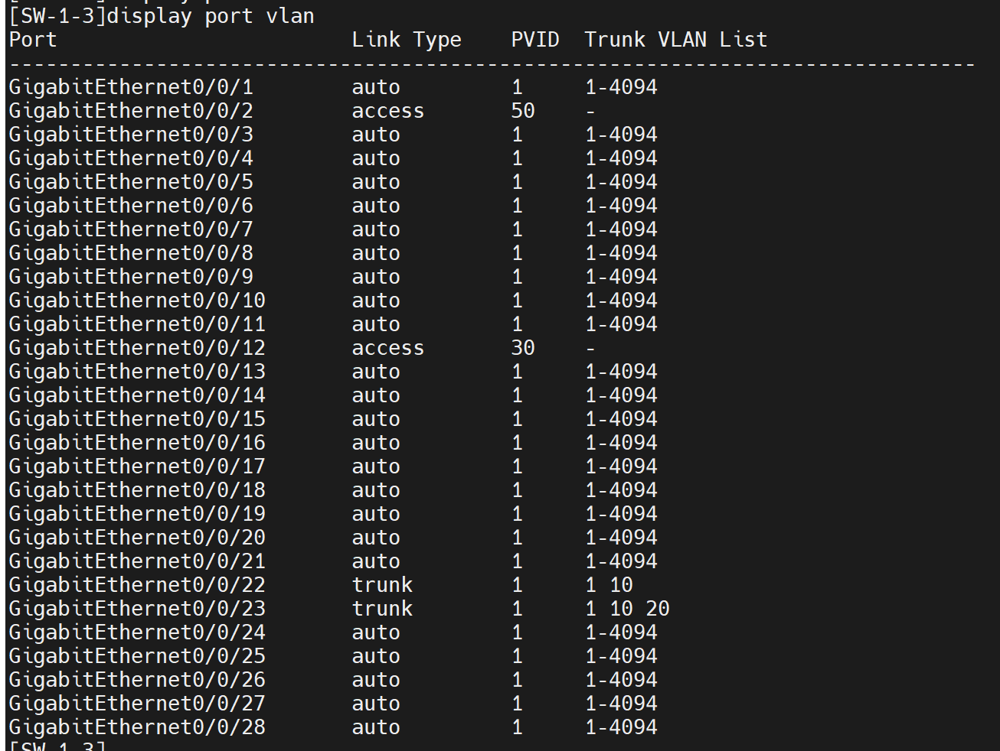 [SW-1-3]display port vlan
Port                        Link Type    PVID  Trunk VLAN List
-------------------------------------------------------------------------------
GigabitEthernet0/0/1        auto         1     1-4094
GigabitEthernet0/0/2        access       50    -
GigabitEthernet0/0/3        auto         1     1-4094
GigabitEthernet0/0/4        auto         1     1-4094
GigabitEthernet0/0/5        auto         1     1-4094
GigabitEthernet0/0/6        auto         1     1-4094
GigabitEthernet0/0/7        auto         1     1-4094
GigabitEthernet0/0/8        auto         1     1-4094
GigabitEthernet0/0/9        auto         1     1-4094
GigabitEthernet0/0/10       auto         1     1-4094
GigabitEthernet0/0/11       auto         1     1-4094
GigabitEthernet0/0/12       access       30    -
GigabitEthernet0/0/13       auto         1     1-4094
GigabitEthernet0/0/14       auto         1     1-4094
GigabitEthernet0/0/15       auto         1     1-4094
GigabitEthernet0/0/16       auto         1     1-4094
GigabitEthernet0/0/17       auto         1     1-4094
GigabitEthernet0/0/18       auto         1     1-4094
GigabitEthernet0/0/19       auto         1     1-4094
GigabitEthernet0/0/20       auto         1     1-4094
GigabitEthernet0/0/21       auto         1     1-4094
GigabitEthernet0/0/22       trunk        1     1 10
GigabitEthernet0/0/23       trunk        1     1 10 20
GigabitEthernet0/0/24       auto         1     1-4094
GigabitEthernet0/0/25       auto         1     1-4094
GigabitEthernet0/0/26       auto         1     1-4094
GigabitEthernet0/0/27       auto         1     1-4094
GigabitEthernet0/0/28       auto         1     1-4094
[SW-1-3]